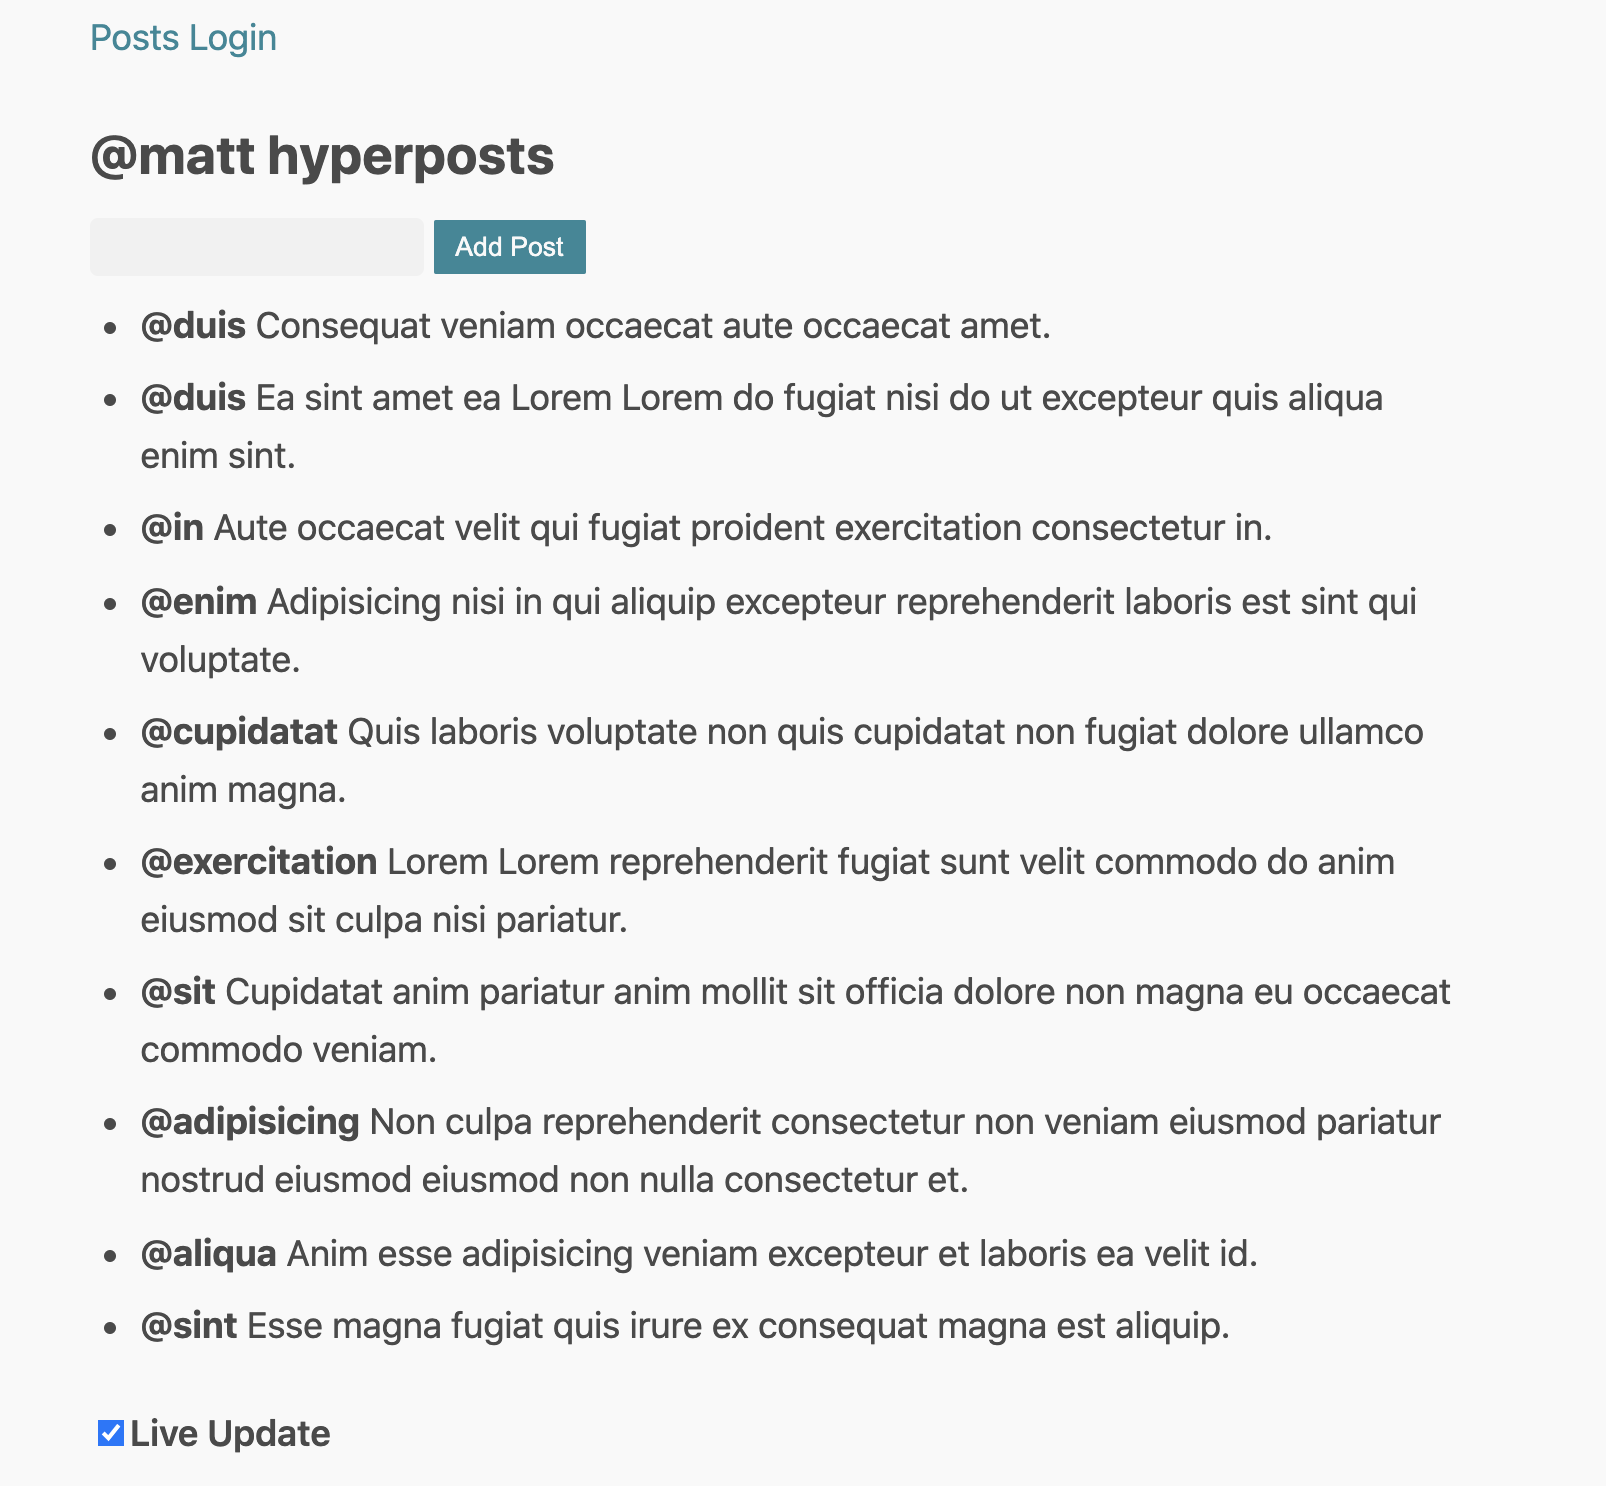 Posts Login
@matt hyperposts
Add Post
@duis Consequat veniam occaecat aute occaecat amet.
@duis Ea sint amet ea Lorem Lorem do fugiat nisi do ut excepteur quis aliqua
enim sint.
@in Aute occaecat velit qui fugiat proident exercitation consectetur in.
@enim Adipisicing nisi in qui aliquip excepteur reprehenderit laboris est sint qui
voluptate.
@cupidatat Quis laboris voluptate non quis cupidatat non fugiat dolore ullamco
anim magna.
@exercitation Lorem Lorem reprehenderit fugiat sunt velit commodo do anim
eiusmod sit culpa nisi pariatur.
@sit Cupidatat anim pariatur anim mollit sit officia dolore non magna eu occaecat
commodo veniam.
@adipisicing Non culpa reprehenderit consectetur non veniam eiusmod pariatur
nostrud eiusmod eiusmod non nulla consectetur et.
@aliqua Anim esse adipisicing veniam excepteur et laboris ea velit id.
@sint Esse magna fugiat quis irure ex consequat magna est aliquip.
Live Update